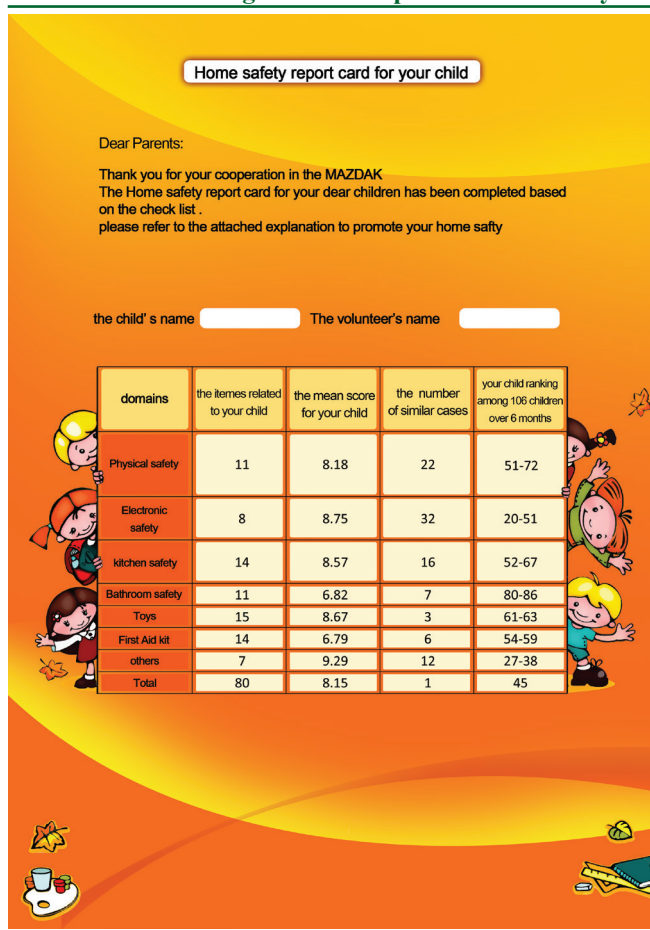 Home safety report card for your child
Dear Parents:
Thank you for your cooperation in the MAZDAK
The Home safety report card for your dear children has been completed based
on the check list .
please refer to the attached explanation to promote your home safty
the child' s name The volunteer's name
domains the itemes related to your child the mean score for your child the number of similar cases your child ranking among 106 children over 6 months
Physical safety 11 8.18 22 51-72
Electronic safety 8 8.75 32 20-51
kitchen safety 14 8.57 16 52-67
Bathroom safety 11 6.82 7 80-86
Toys 15 8.67 3 61-63
First Aid kit 14 6.79 6 54-59
others 7 9.29 12 27-38
Total 80 8.15 1 45